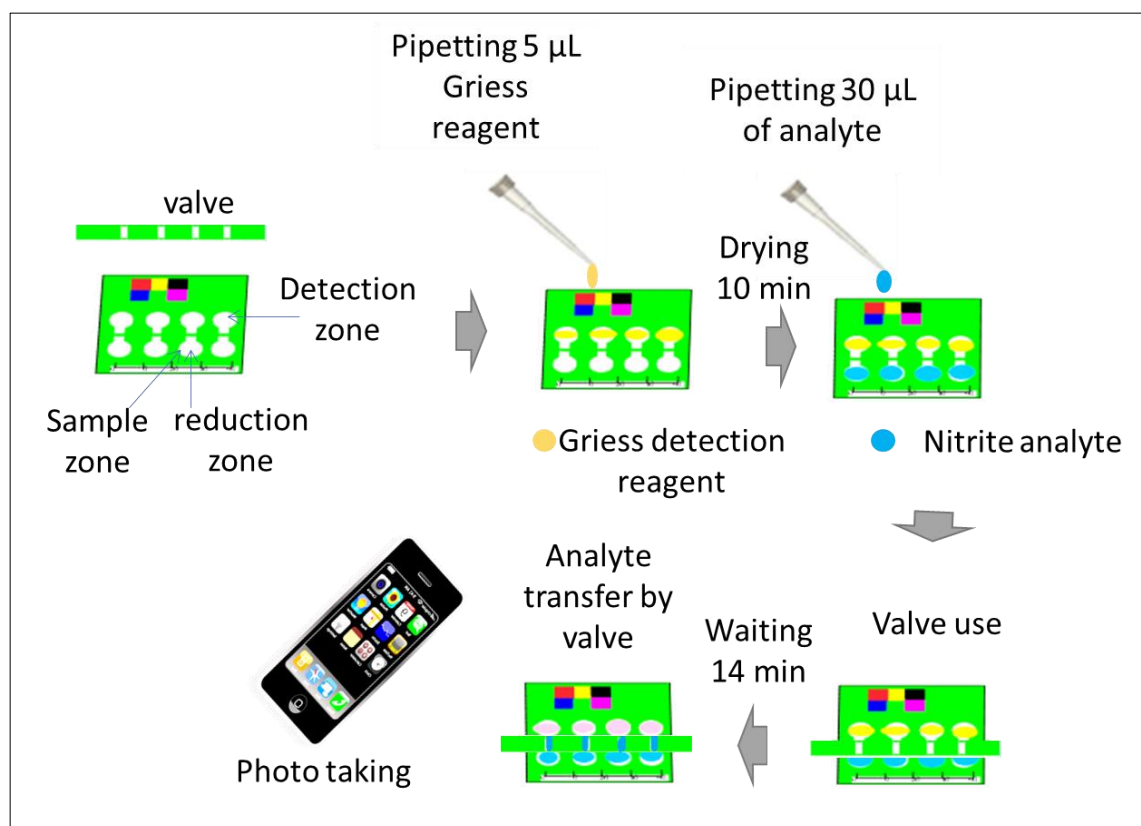 Pipetting 5 µL
Griess
reagent
Pipetting 30 µL
of analyte
valve
Detection
zone
Drying
10 min
Sample
zone
reduction
zone
Griess detection
reagent
Nitrite analyte
Analyte
transfer by
valve
Waiting
14 min
Valve use
Photo taking